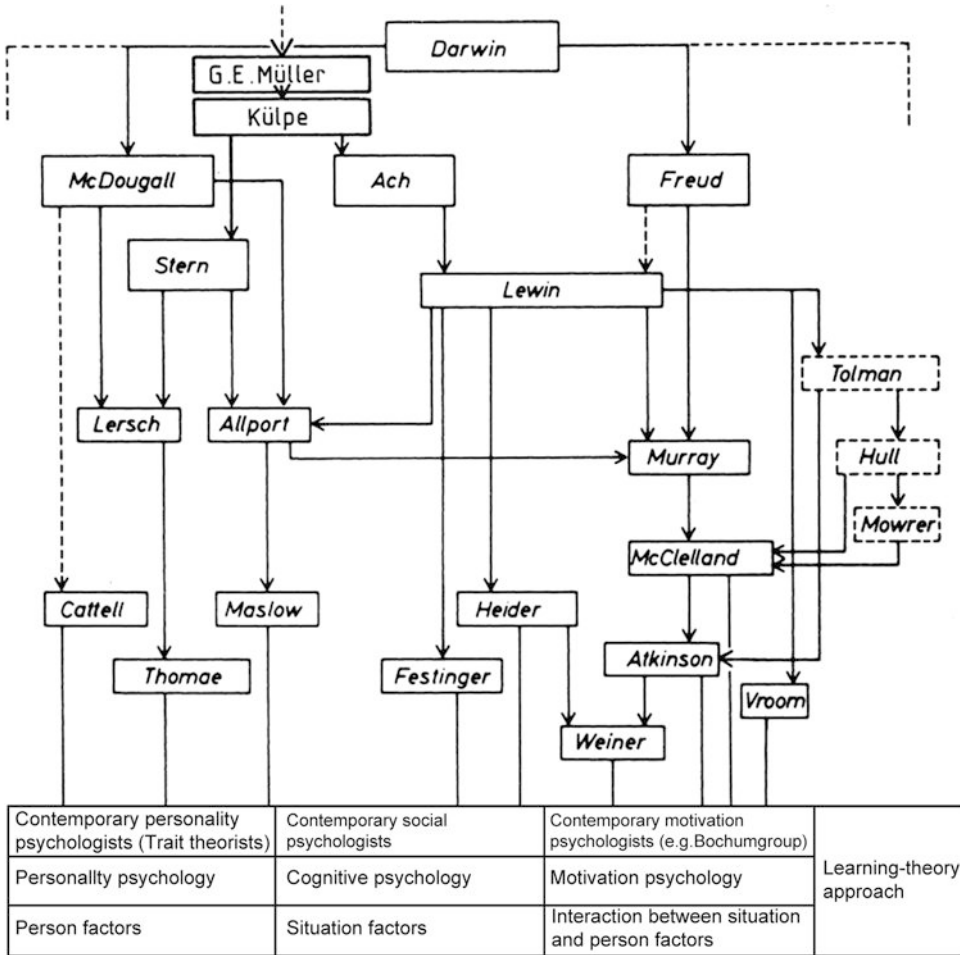 Darwin
G.E.Müller
Külpe
McDougall
Ach
Freud
Stern
Lewin
Tolman
Lersch
Allport
Murray
Hull
Mowrer
McClelland
Cattell
Maslow
Heider
Atkinson
Thomae
Festinger
Vroom
Weiner
Contemporary personality
psychologists (Trait theorists)
Contemporary social
psychologists
Contemporary motivation
psychologists (e.g.Bochumgroup)
Learning-theory
approach
Personallty psychology
Cognitive psychology
Motivation psychology
Person factors
Situation factors
Interaction between situation
and person factors